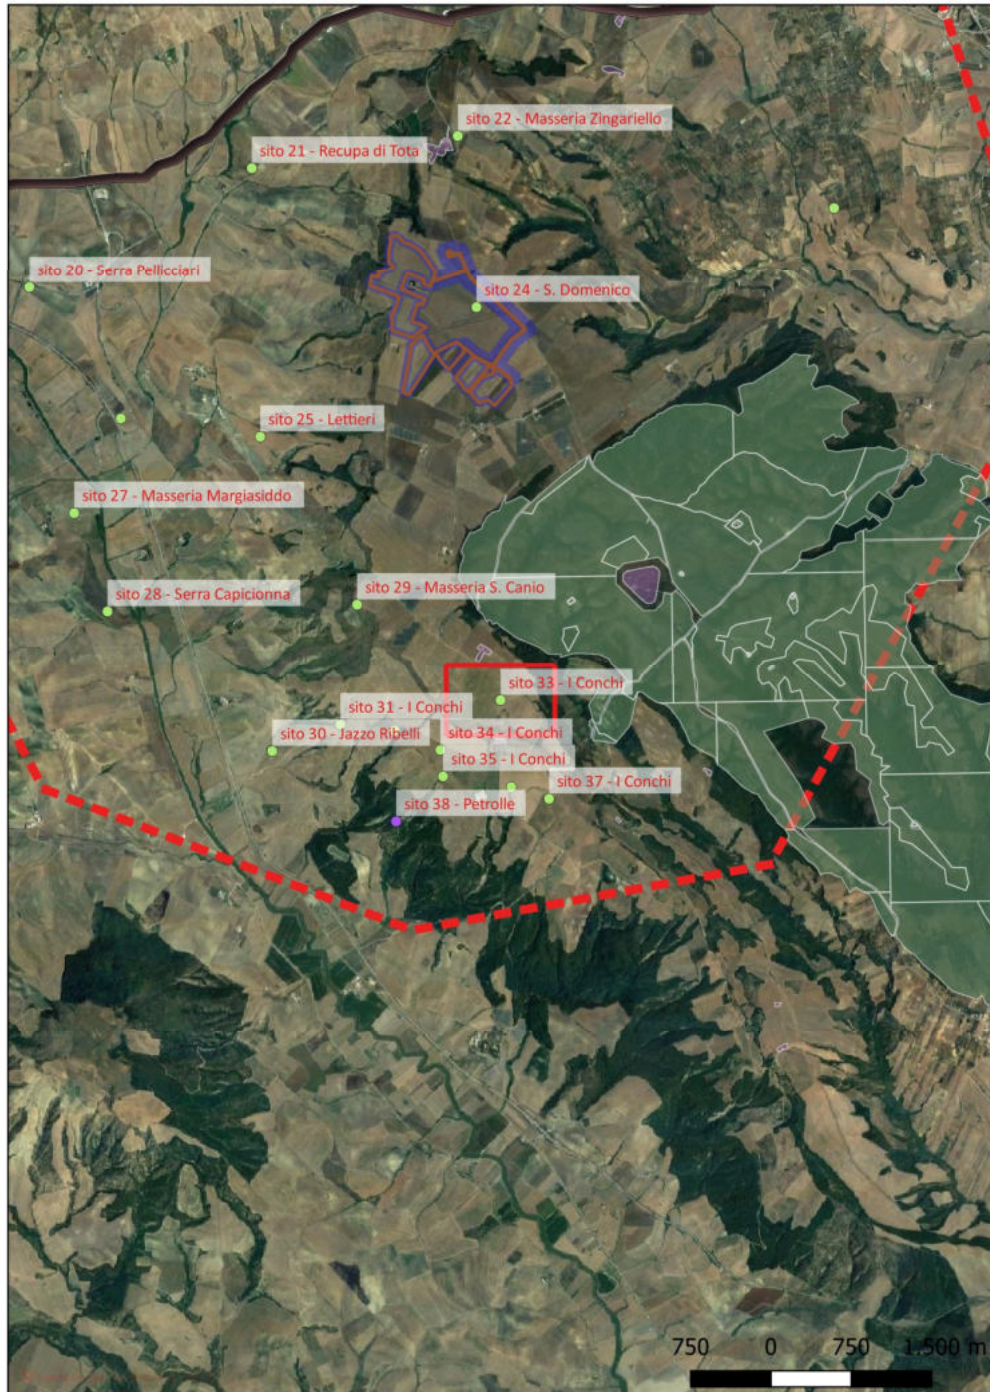 sito 22 - Masseria Zingariello
sito 21 - Recupa di Tota
sito 20 - Serra Pellicciari
sito 24 - S. Domenico
sito 25 - Lettieri
sito 27 - Masseria Margiasiddo
sito 28 - Serra Capicionna
sito 29 - Masseria S. Canio
sito 33 - I Conchi
sito 31 - I Conchi
sito 30 - Jazzo Ribelli
sito 34 - I Conchi
sito 35 - I Conchi
sito 37 - I Conchi
sito 38 - Petrolle
750 0 750 1.500 m